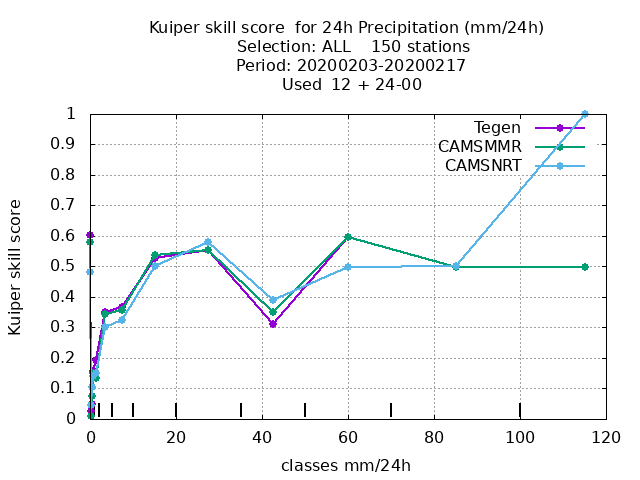 Kuiper skill score  for 24h Precipitation (mm/24h)
Selection: ALL    150 stations
Period: 20200203-20200217
Used  12 + 24-00
Tegen
CAMSMMR
CAMSNRT
1
0.9
0.8
0.7
0.6
0.5
0.4
0.3
0.2
0.1
0
Kuiper skill score
0 20 40 60 80 100 120
classes mm/24h